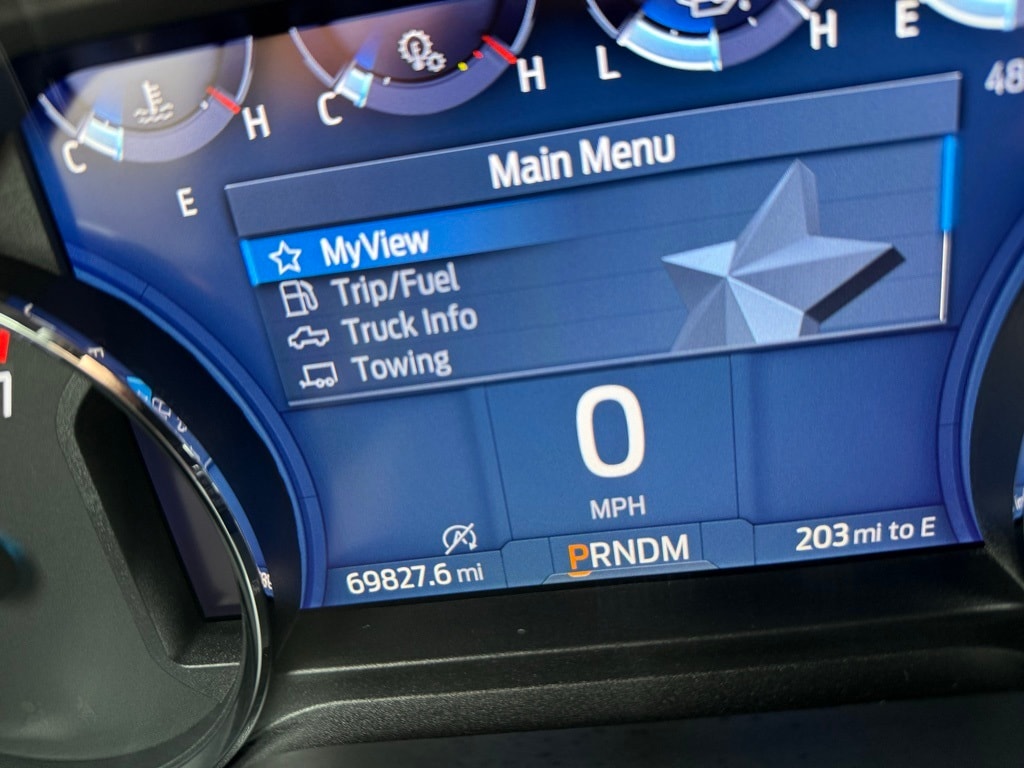 C H
C H
L H
E
48
E
Main Menu
MyView
Trip/Fuel
Truck Info
Towing
0
MPH
69827.6 mi
PRNDM
203 mi to E